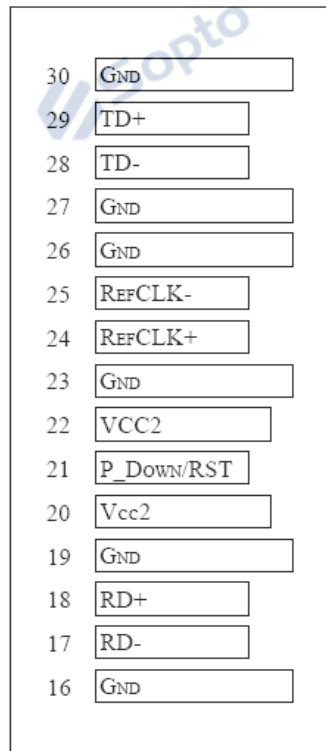 Sopto
30 GND
29 TD+
28 TD-
27 GND
26 GND
25 REFCLK-
24 REFCLK+
23 GND
22 VCC2
21 P_DOWN/RST
20 Vcc2
19 GND
18 RD+
17 RD-
16 GND